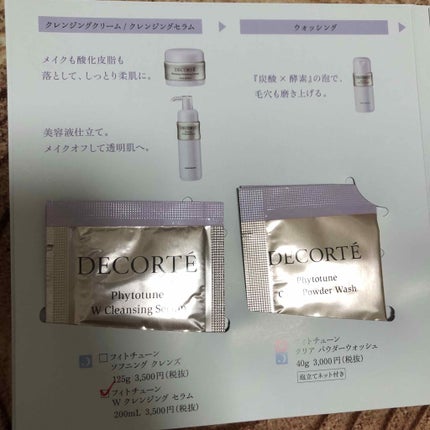 クレンジングクリーム / クレンジングセラム
メイクも酸化皮脂も
落として、しっとり柔肌に。
DECORTÉ
美容液仕立て。
メイクオフして透明肌へ。
DECORTÉ
Phytotune
W Cleansing
フィトチューン
ソフニング クレンズ
125g 3,500円(税抜)
フィトチューン
W クレンジング セラム
200mL 3,500円(税抜)
ウォッシング
『炭酸 × 酵素』の泡で、
毛穴も磨き上げる。
DECORTÉ
Phytotune
Powder Wash
フィトチューン
クリア パウダーウォッシュ
40g 3,000円(税抜)
泡立てネット付き